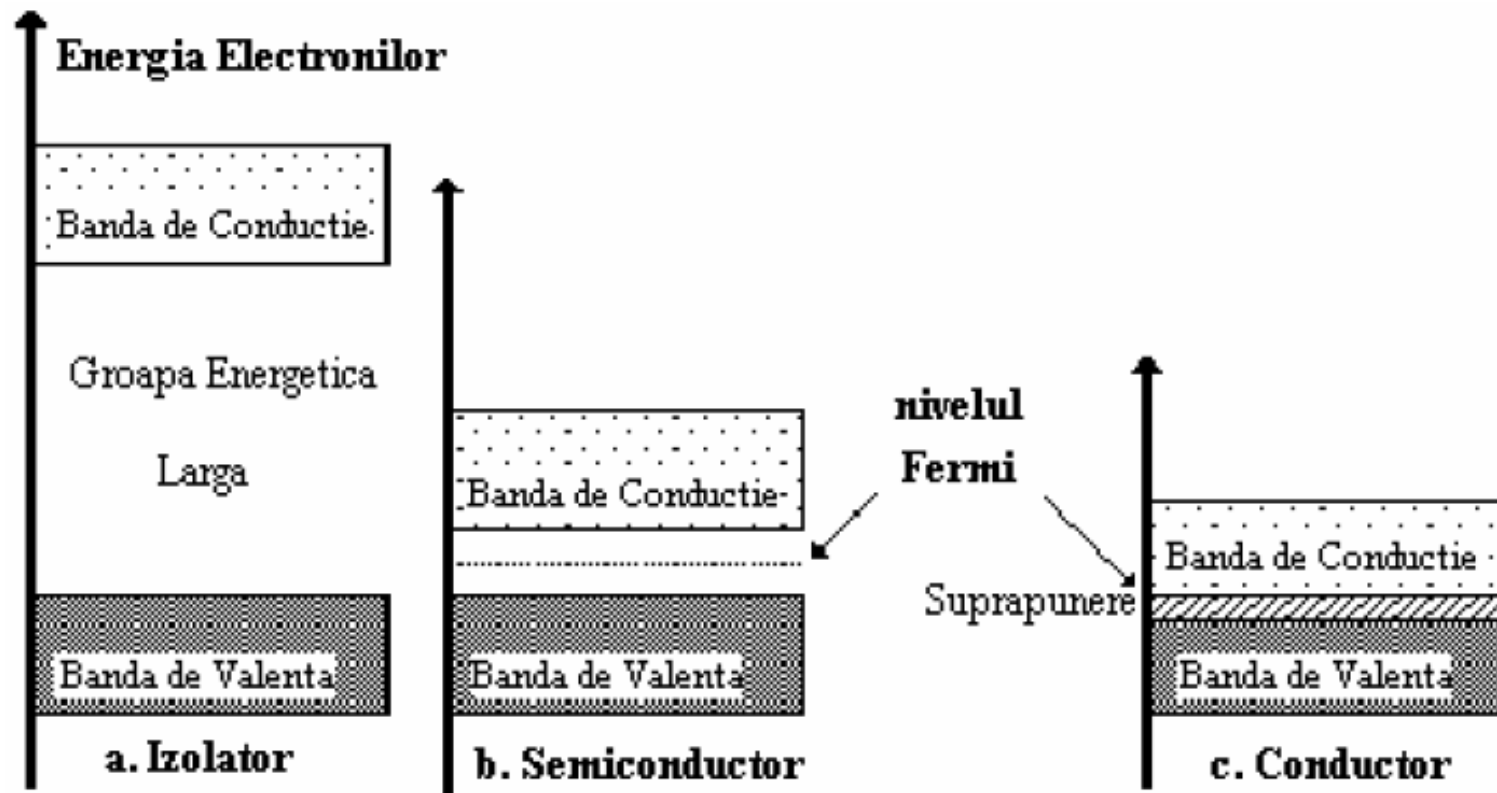 Energia Electronilor
Banda de Conductie
Groapa Energetica
Larga
Banda de Valenta
a. Izolator
Banda de Conductie
Banda de Valenta
b. Semiconductor
nivelul
Fermi
Suprapunere
Banda de Conductie
Banda de Valenta
c. Conductor